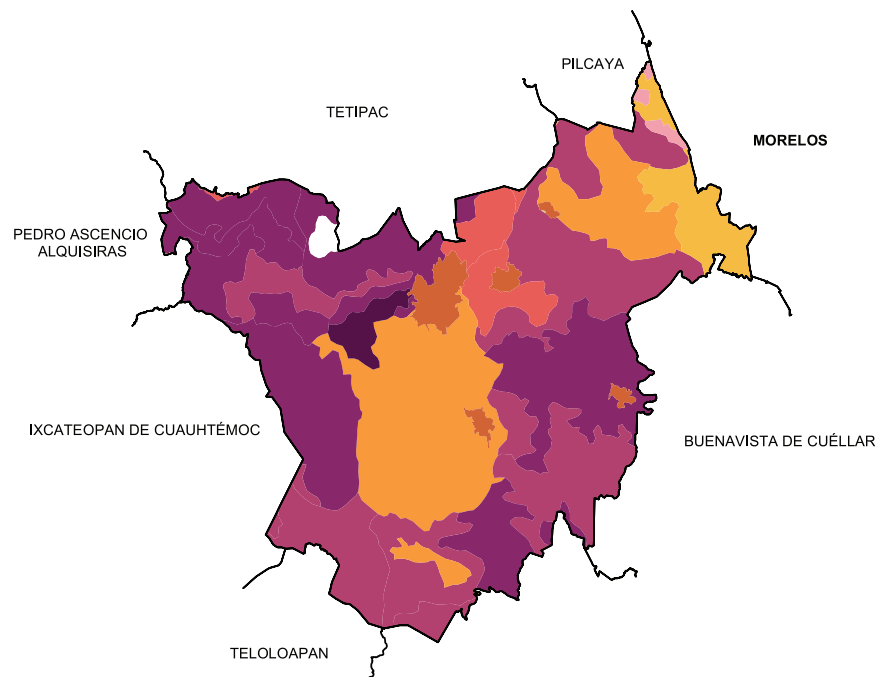 PILCAYA
TETIPAC
MORELOS
PEDRO ASCENCIO
ALQUISIRAS
IXCATEOPAN DE CUAUHTÉMOC
BUENAVISTA DE CUÉLLAR
TELOLOAPAN